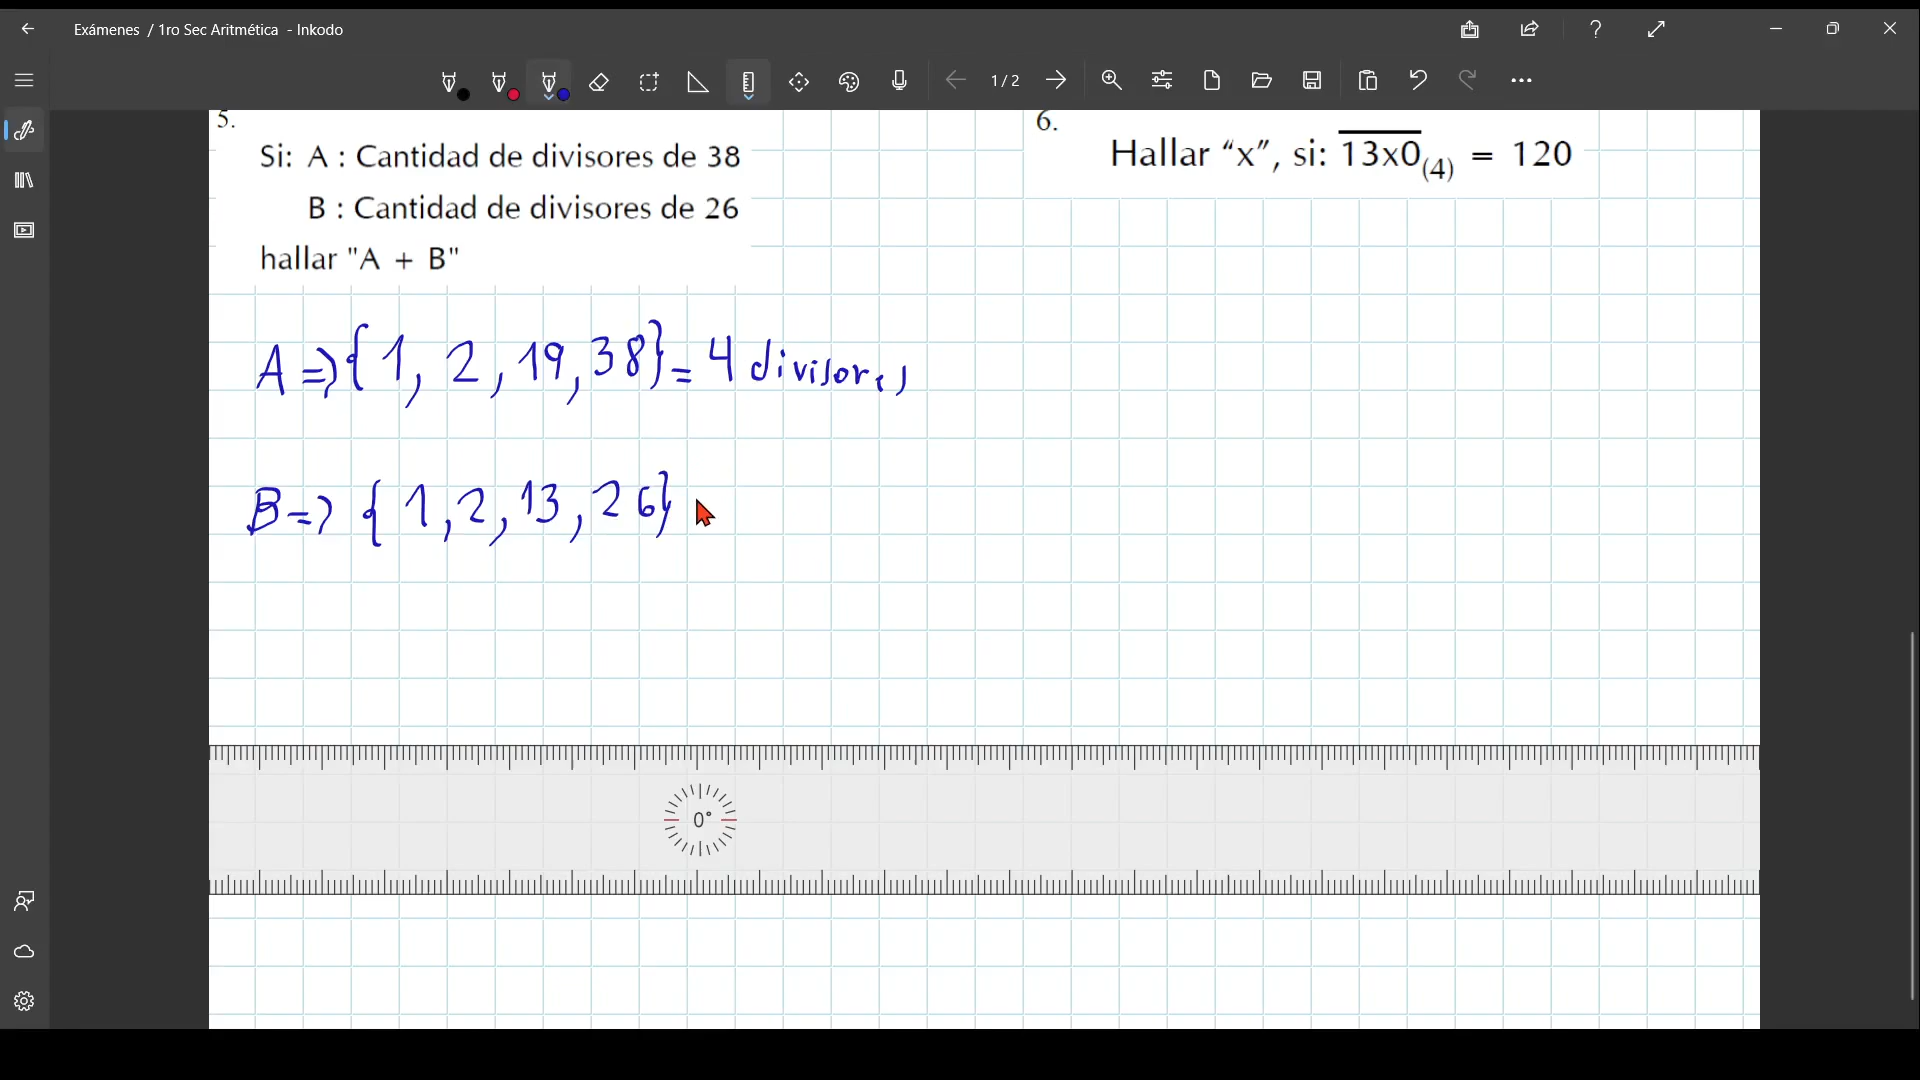 Exámenes / 1ro Sec Aritmética - Inkodo
1 / 2
5.
Si: A : Cantidad de divisores de 38
B : Cantidad de divisores de 26
hallar "A + B"
A => {1, 2, 19, 38} = 4 divisores
B => {1, 2, 13, 26}
6.
Hallar “x”, si: 13x0(4) = 120
0°